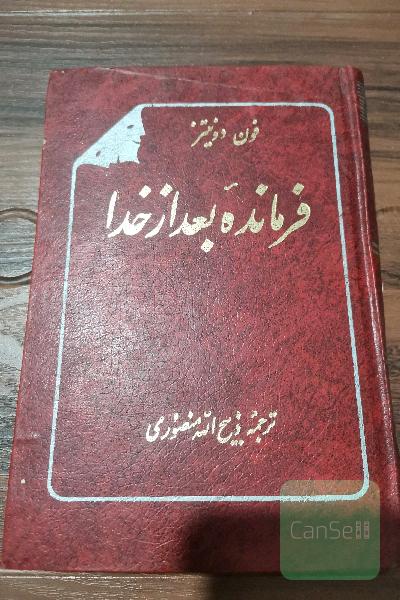 فون دونیتز
فرماندهٔ بعد از خدا
ترجمهٔ ذبیح الله منصوری
CanSell